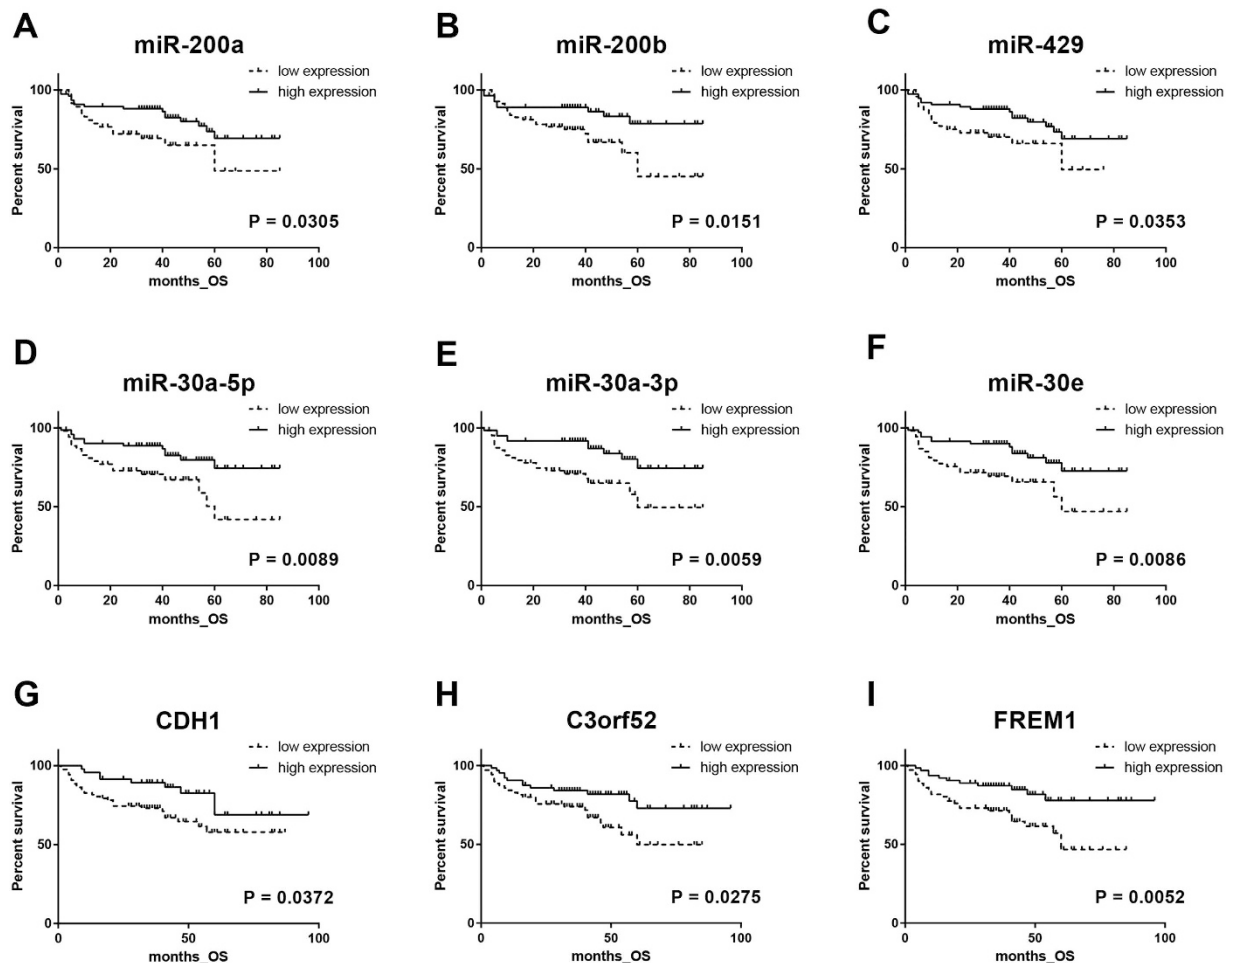 A
miR-200a
low expression
high expression
100
50
0
Percent survival
P = 0.0305
0 20 40 60 80 100
months_OS
B
miR-200b
low expression
high expression
100
50
0
Percent survival
P = 0.0151
0 20 40 60 80 100
months_OS
C
miR-429
low expression
high expression
100
50
0
Percent survival
P = 0.0353
0 20 40 60 80 100
months_OS
D
miR-30a-5p
low expression
high expression
100
50
0
Percent survival
P = 0.0089
0 20 40 60 80 100
months_OS
E
miR-30a-3p
low expression
high expression
100
50
0
Percent survival
P = 0.0059
0 20 40 60 80 100
months_OS
F
miR-30e
low expression
high expression
100
50
0
Percent survival
P = 0.0086
0 20 40 60 80 100
months_OS
G
CDH1
low expression
high expression
100
50
0
Percent survival
P = 0.0372
0 50 100
months_OS
H
C3orf52
low expression
high expression
100
50
0
Percent survival
P = 0.0275
0 50 100
months_OS
I
FREM1
low expression
high expression
100
50
0
Percent survival
P = 0.0052
0 50 100
months_OS